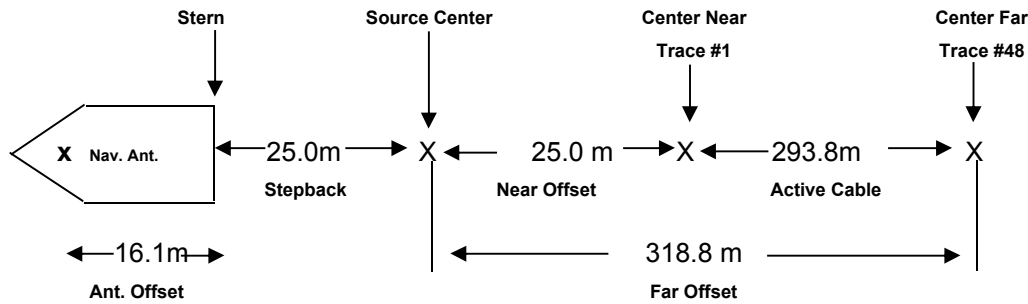 Stern
Source Center
Center Near
Trace #1
Center Far
Trace #48
X Nav. Ant.
25.0m
X
25.0 m
X
293.8m
X
Stepback
Near Offset
Active Cable
16.1m
318.8 m
Ant. Offset
Far Offset